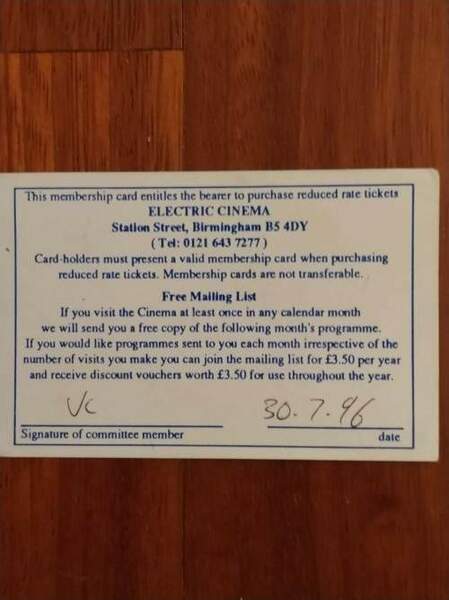 This membership card entitles the bearer to purchase reduced rate tickets
ELECTRIC CINEMA
Station Street, Birmingham B5 4DY
( Tel: 0121 643 7277 )
Card-holders must present a valid membership card when purchasing
reduced rate tickets. Membership cards are not transferable.
Free Mailing List
If you visit the Cinema at least once in any calendar month
we will send you a free copy of the following month's programme.
If you would like programmes sent to you each month irrespective of the
number of visits you make you can join the mailing list for £3.50 per year
and receive discount vouchers worth £3.50 for use throughout the year.
VC 30.7.96
Signature of committee member date